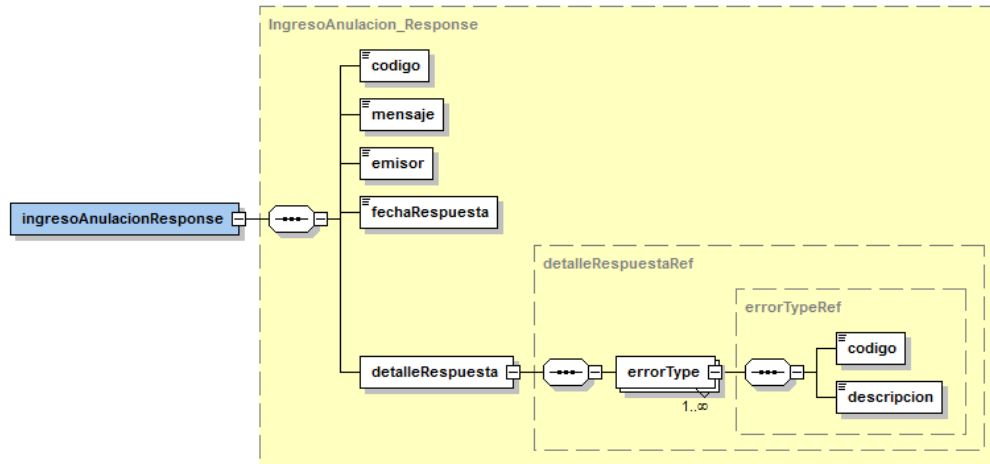 IngresoAnulacion_Response
codigo
mensaje
emisor
fechaRespuesta
ingresoAnulacionResponse
detalleRespuestaRef
errorTypeRef
codigo
detalleRespuesta
errorType
descripcion
1..∞